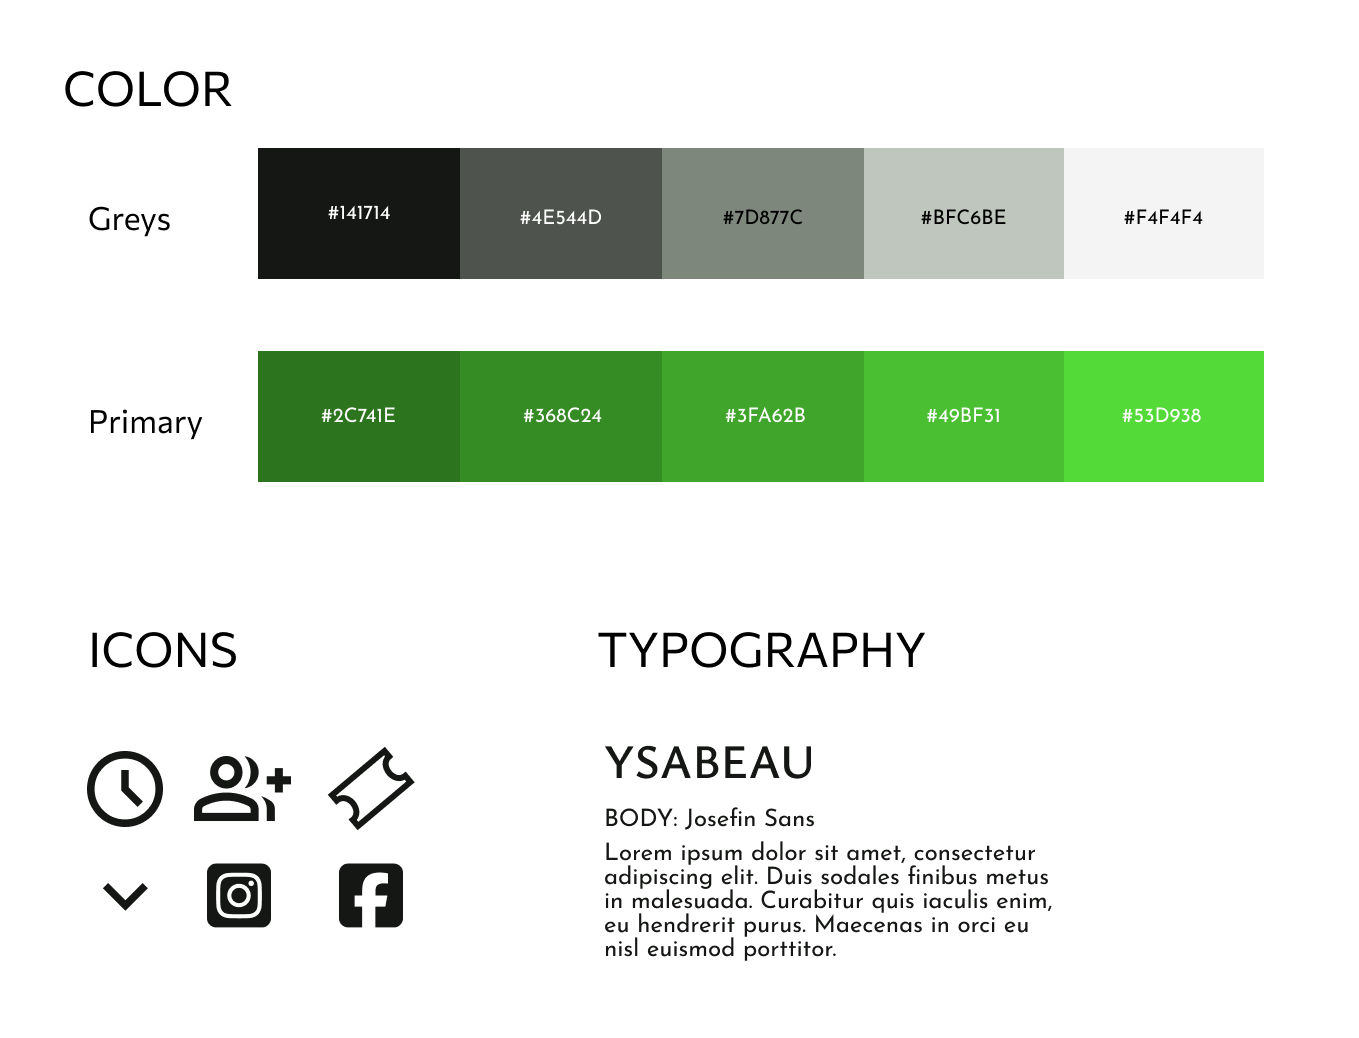 COLOR
Greys
#141714
#4E544D
#7D877C
#BFC6BE
#F4F4F4
Primary
#2C741E
#368C24
#3FA62B
#49BF31
#53D938
ICONS
TYPOGRAPHY
YSABEAU
BODY: Josefin Sans
Lorem ipsum dolor sit amet, consectetur
adipiscing elit. Duis sodales finibus metus
in malesuada. Curabitur quis iaculis enim,
eu hendrerit purus. Maecenas in orci eu
nisl euismod porttitor.